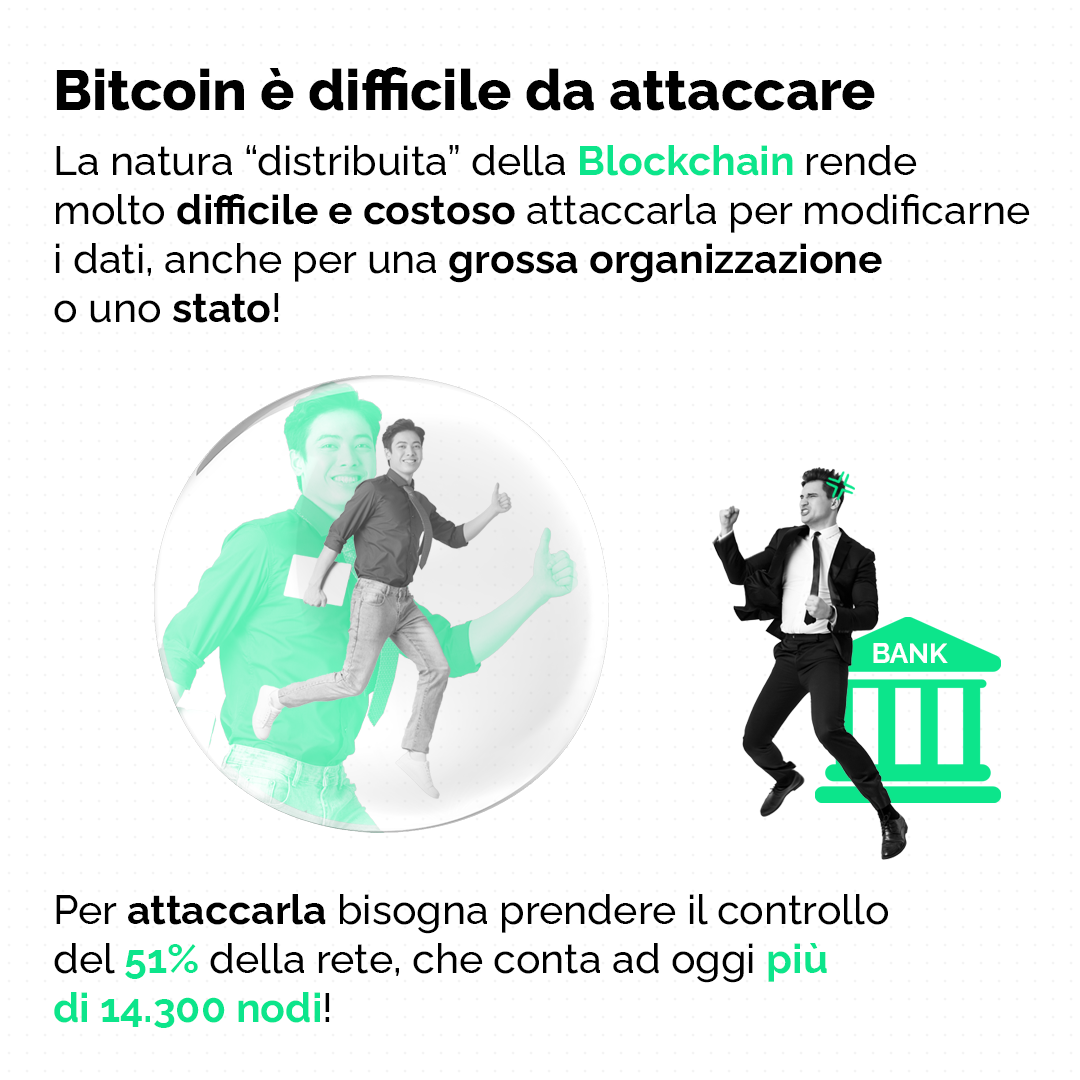 Bitcoin è difficile da attaccare
La natura “distribuita” della Blockchain rende
molto difficile e costoso attaccarla per modificarne
i dati, anche per una grossa organizzazione
o uno stato!
BANK
Per attaccarla bisogna prendere il controllo
del 51% della rete, che conta ad oggi più
di 14.300 nodi!